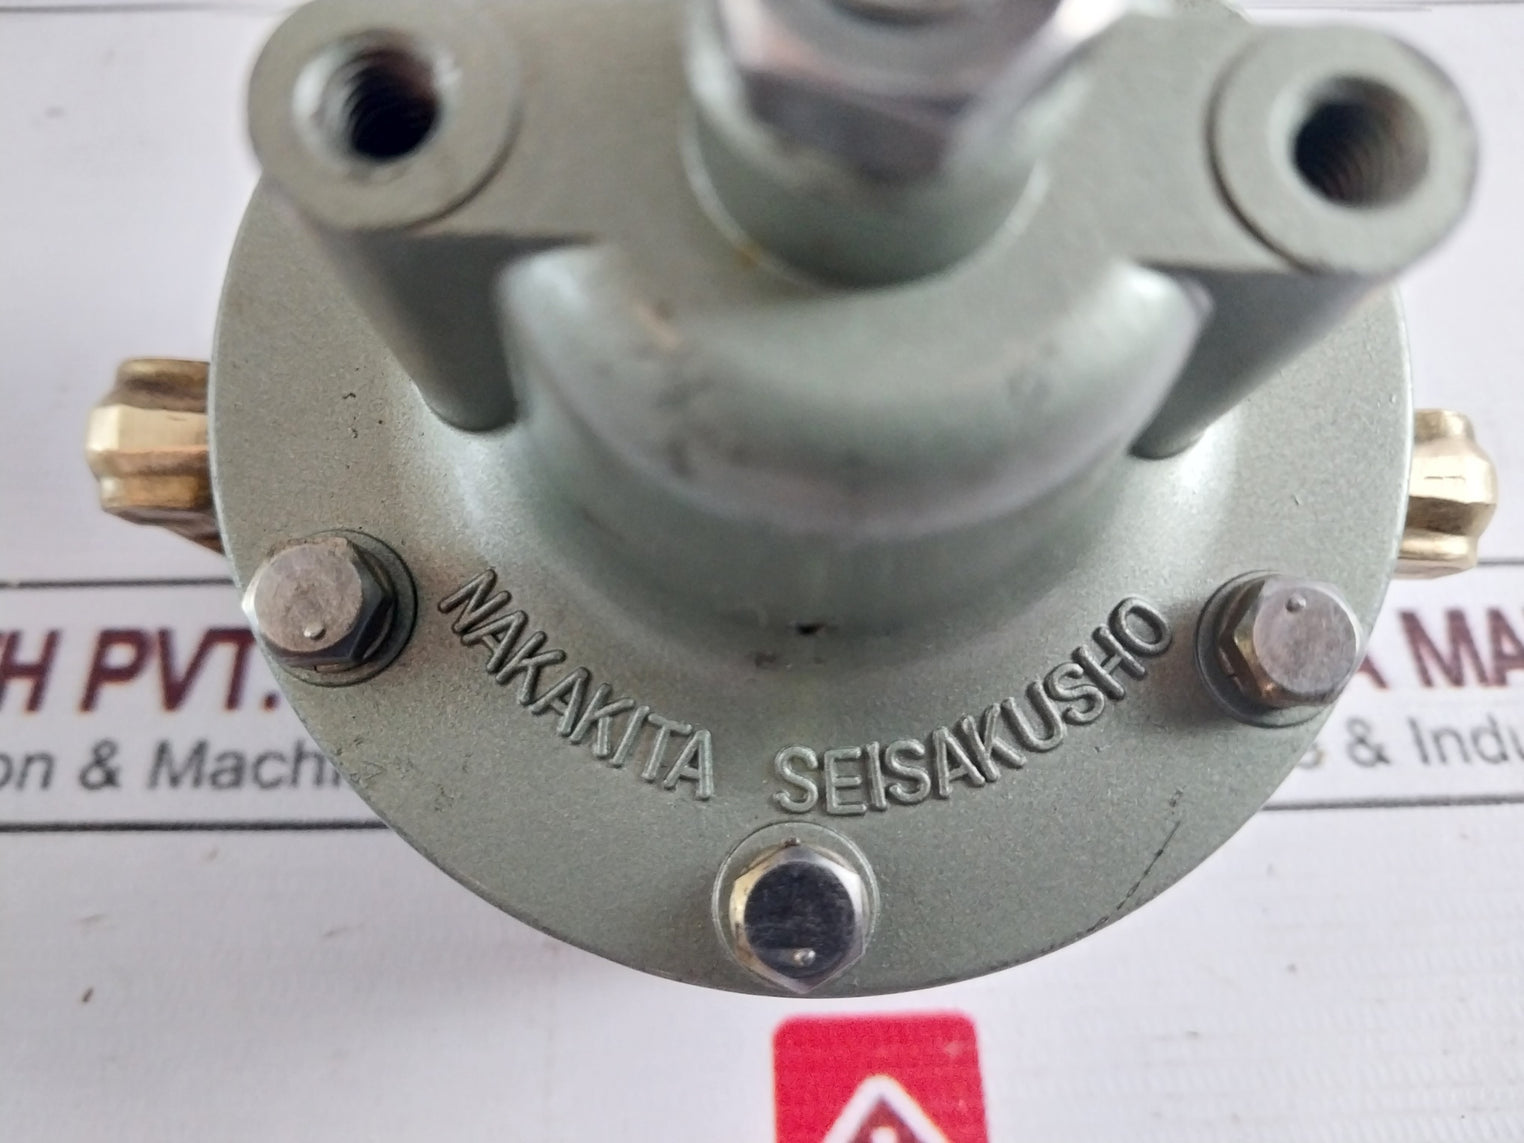 NAKAKITA SEISAKUSHO
H PVT.
on & Machi
A MA
& Indu